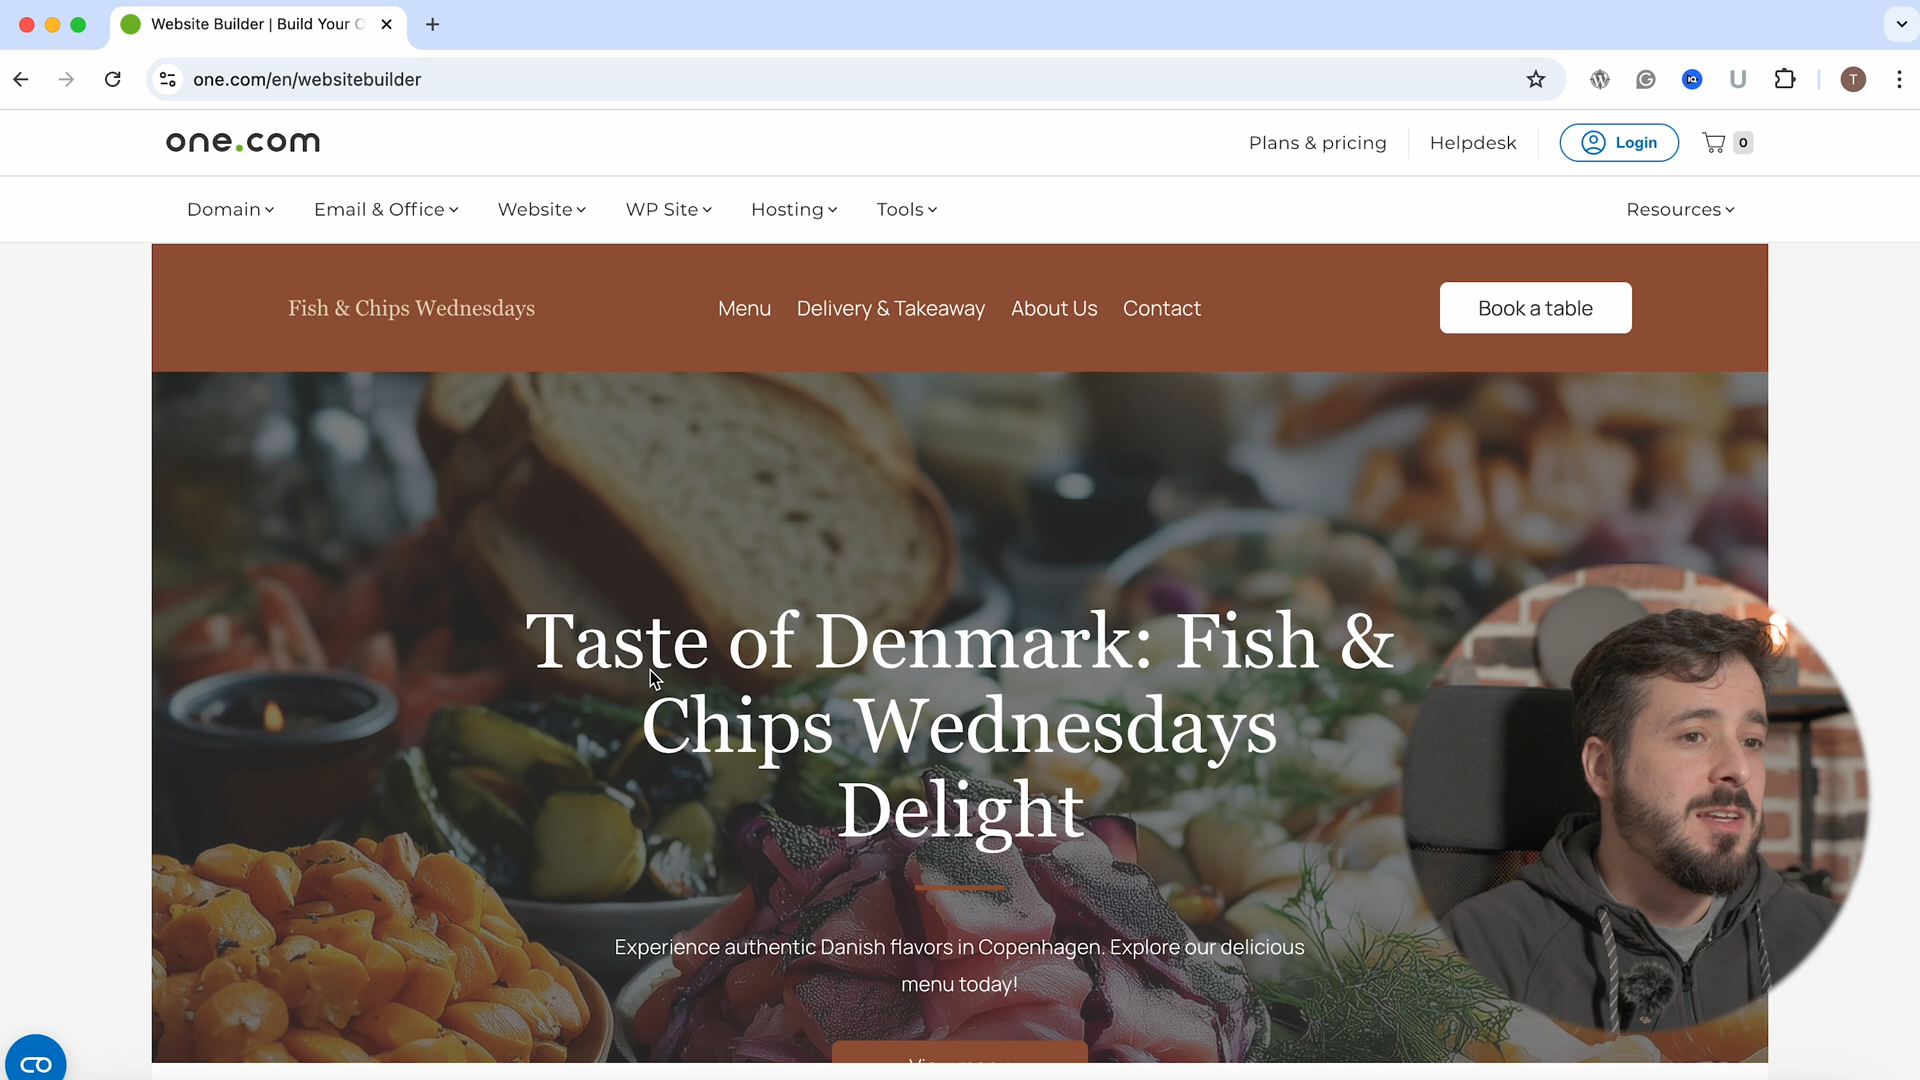 Website Builder | Build Your O
one.com/en/websitebuilder
T
one.com
Plans & pricing
Helpdesk
Login
0
Domain
Email & Office
Website
WP Site
Hosting
Tools
Resources
Fish & Chips Wednesdays
Menu
Delivery & Takeaway
About Us
Contact
Book a table
Taste of Denmark: Fish &
Chips Wednesdays
Delight
Experience authentic Danish flavors in Copenhagen. Explore our delicious
menu today!
View menu